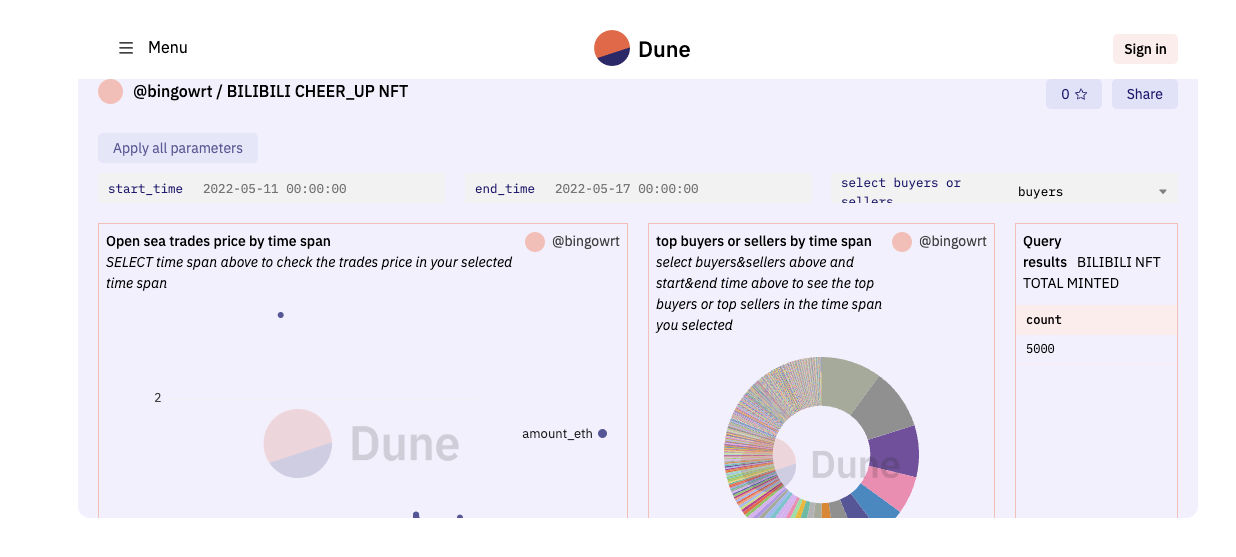 Menu
Dune
Sign in
@bingowrt / BILIBILI CHEER_UP NFT
0
Share
Apply all parameters
start_time 2022-05-11 00:00:00
end_time 2022-05-17 00:00:00
select buyers or
sellers
buyers
Open sea trades price by time span
@bingowrt
SELECT time span above to check the trades price in your selected
time span
2
Dune
amount_eth
top buyers or sellers by time span
@bingowrt
select buyers&sellers above and
start&end time above to see the top
buyers or top sellers in the time span
you selected
Dune
Query
results BILIBILI NFT
TOTAL MINTED
count
5000